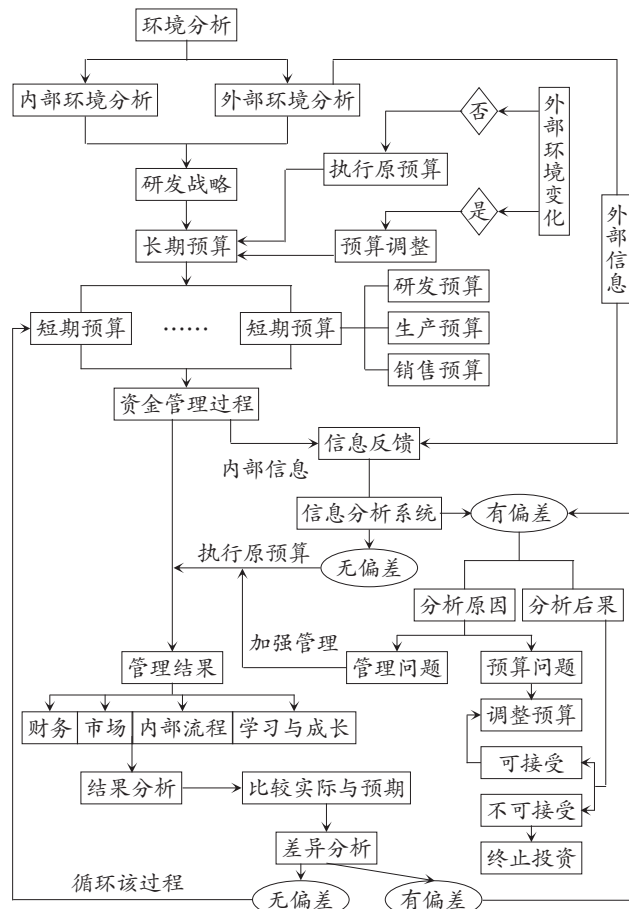 环境分析
内部环境分析
外部环境分析
否
外部环境变化
执行原预算
研发战略
是
外部信息
长期预算
预算调整
研发预算
短期预算
……
短期预算
生产预算
销售预算
资金管理过程
信息反馈
内部信息
信息分析系统
有偏差
执行原预算
无偏差
分析原因
分析后果
加强管理
管理结果
管理问题
预算问题
财务
市场
内部流程
学习与成长
调整预算
可接受
结果分析
比较实际与预期
不可接受
差异分析
终止投资
循环该过程
无偏差
有偏差